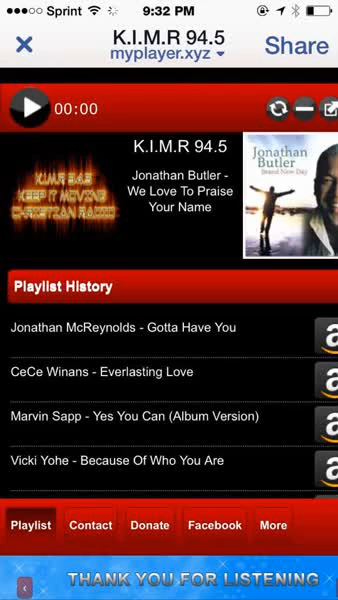 Sprint 9:32 PM
K.I.M.R 94.5
myplayer.xyz
Share
00:00
K.I.M.R 94.5
KEEP IT MOVING
CHRISTIAN RADIO
K.I.M.R 94.5
Jonathan Butler -
We Love To Praise
Your Name
Jonathan
Butler
Brand New Day
Playlist History
Jonathan McReynolds - Gotta Have You
a
CeCe Winans - Everlasting Love
a
Marvin Sapp - Yes You Can (Album Version)
a
Vicki Yohe - Because Of Who You Are
a
Playlist
Contact
Donate
Facebook
More
THANK YOU FOR LISTENING